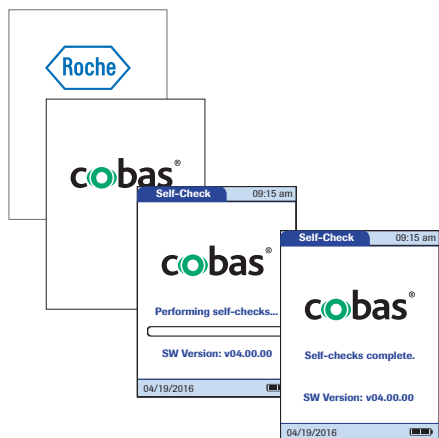 Roche
cobas®
Self-Check 09:15 am
cobas®
Performing self-checks...
SW Version: v04.00.00
04/19/2016
Self-Check 09:15 am
cobas®
Self-checks complete.
SW Version: v04.00.00
04/19/2016